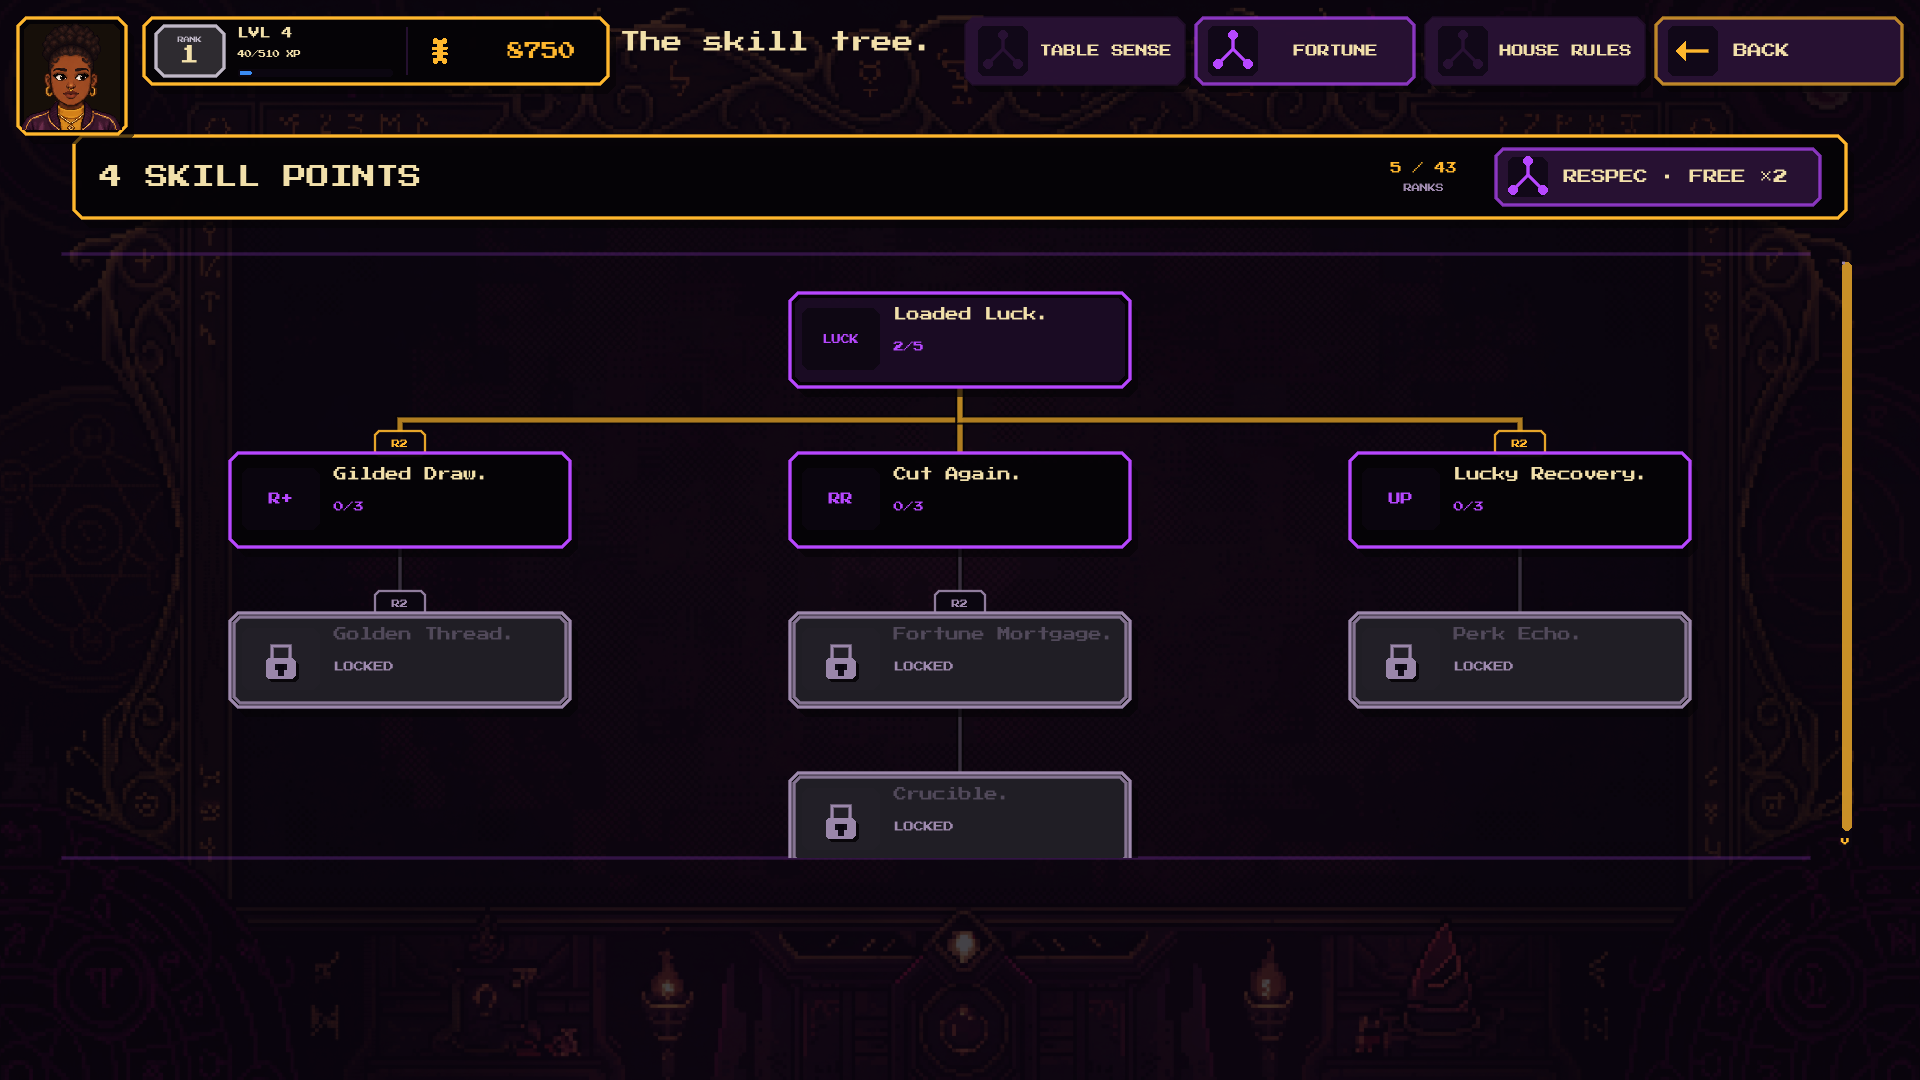 RANK
1
LVL 4
40/510 XP
8750
The skill tree.
TABLE SENSE
FORTUNE
HOUSE RULES
BACK
4 SKILL POINTS
5 / 43
RANKS
RESPEC · FREE ×2
LUCK
Loaded Luck.
2/5
R2
R2
R+
Gilded Draw.
0/3
RR
Cut Again.
0/3
UP
Lucky Recovery.
0/3
R2
R2
Golden Thread.
LOCKED
Fortune Mortgage.
LOCKED
Perk Echo.
LOCKED
Crucible.
LOCKED